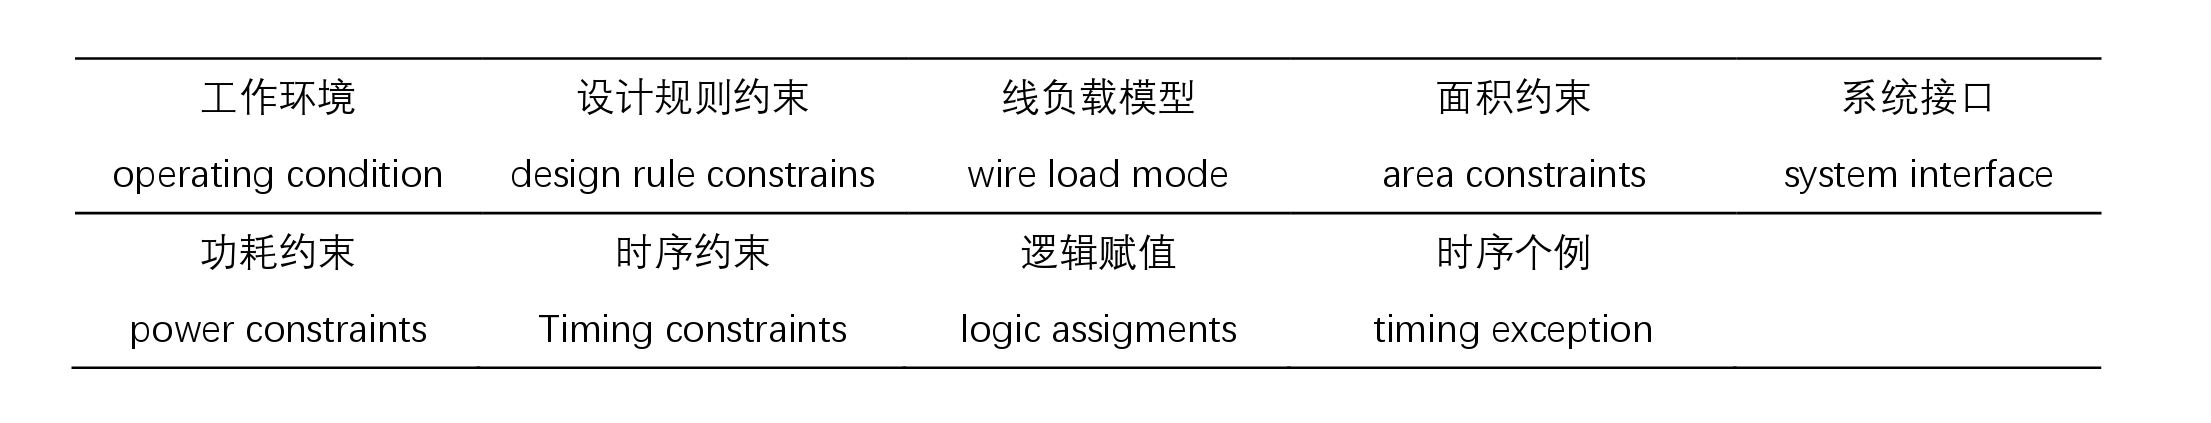 工作环境 设计规则约束 线负载模型 面积约束 系统接口
operating condition design rule constrains wire load mode area constraints system interface
功耗约束 时序约束 逻辑赋值 时序个例
power constraints Timing constraints logic assigments timing exception